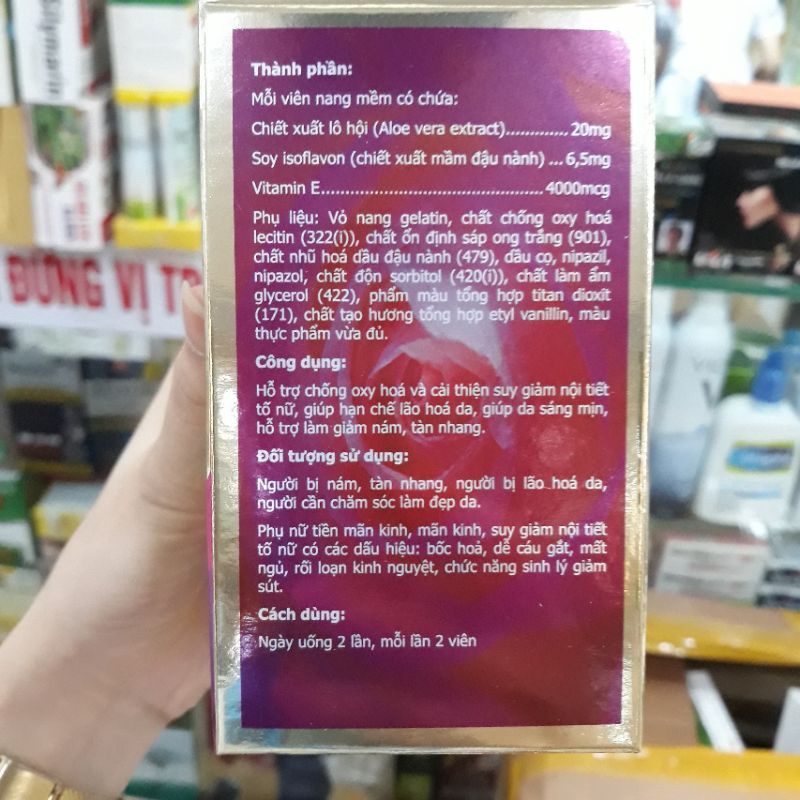 Thành phần:
Mỗi viên nang mềm có chứa:
Chiết xuất lô hội (Aloe vera extract)............. 20mg
Soy isoflavon (chiết xuất mầm đậu nành) ... 6,5mg
Vitamin E.............................................. 4000mcg
Phụ liệu: Vỏ nang gelatin, chất chống oxy hoá
lecitin (322(i)), chất ổn định sáp ong trắng (901),
chất nhũ hoá dầu đậu nành (479), dầu cọ, nipazil,
nipazol, chất độn sorbitol (420(i)), chất làm ẩm
glycerol (422), phẩm màu tổng hợp titan dioxit
(171), chất tạo hương tổng hợp etyl vanillin, màu
thực phẩm vừa đủ.
Công dụng:
Hỗ trợ chống oxy hoá và cải thiện suy giảm nội tiết
tố nữ, giúp hạn chế lão hoá da, giúp da sáng mịn,
hỗ trợ làm giảm nám, tàn nhang.
Đối tượng sử dụng:
Người bị nám, tàn nhang, người bị lão hoá da,
người cần chăm sóc làm đẹp da.
Phụ nữ tiền mãn kinh, mãn kinh, suy giảm nội tiết
tố nữ có các dấu hiệu: bốc hoả, dễ cáu gắt, mất
ngủ, rối loạn kinh nguyệt, chức năng sinh lý giảm
sút.
Cách dùng:
Ngày uống 2 lần, mỗi lần 2 viên
Silymarin
ĐỨNG VỊ TR